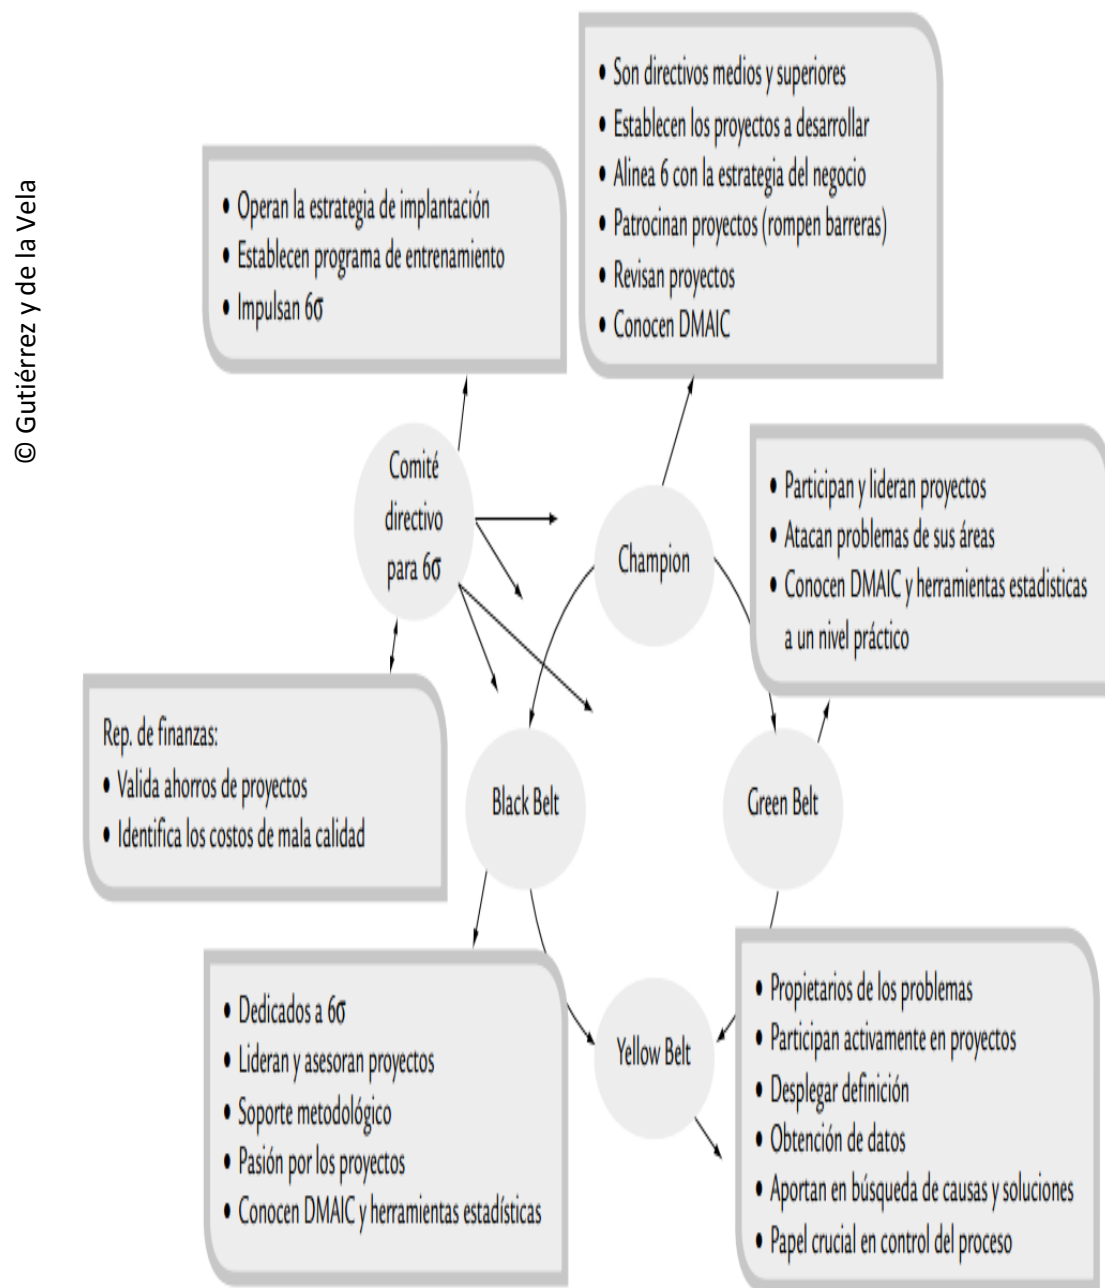 © Gutiérrez y de la Vela
• Son directivos medios y superiores
• Establecen los proyectos a desarrollar
• Alinea 6 con la estrategia del negocio
• Patrocinan proyectos (rompen barreras)
• Revisan proyectos
• Conocen DMAIC
• Operan la estrategia de implantación
• Establecen programa de entrenamiento
• Impulsan 6σ
Comité
directivo
para 6σ
Champion
• Participan y lideran proyectos
• Atacan problemas de sus áreas
• Conocen DMAIC y herramientas estadisticas
a un nivel práctico
Rep. de finanzas:
• Valida ahorros de proyectos
• Identifica los costos de mala calidad
Black Belt
Green Belt
• Dedicados a 6σ
• Lideran y asesoran proyectos
• Soporte metodológico
• Pasión por los proyectos
• Conocen DMAIC y herramientas estadísticas
Yellow Belt
• Propietarios de los problemas
• Participan activamente en proyectos
• Desplegar definición
• Obtención de datos
• Aportan en búsqueda de causas y soluciones
• Papel crucial en control del proceso